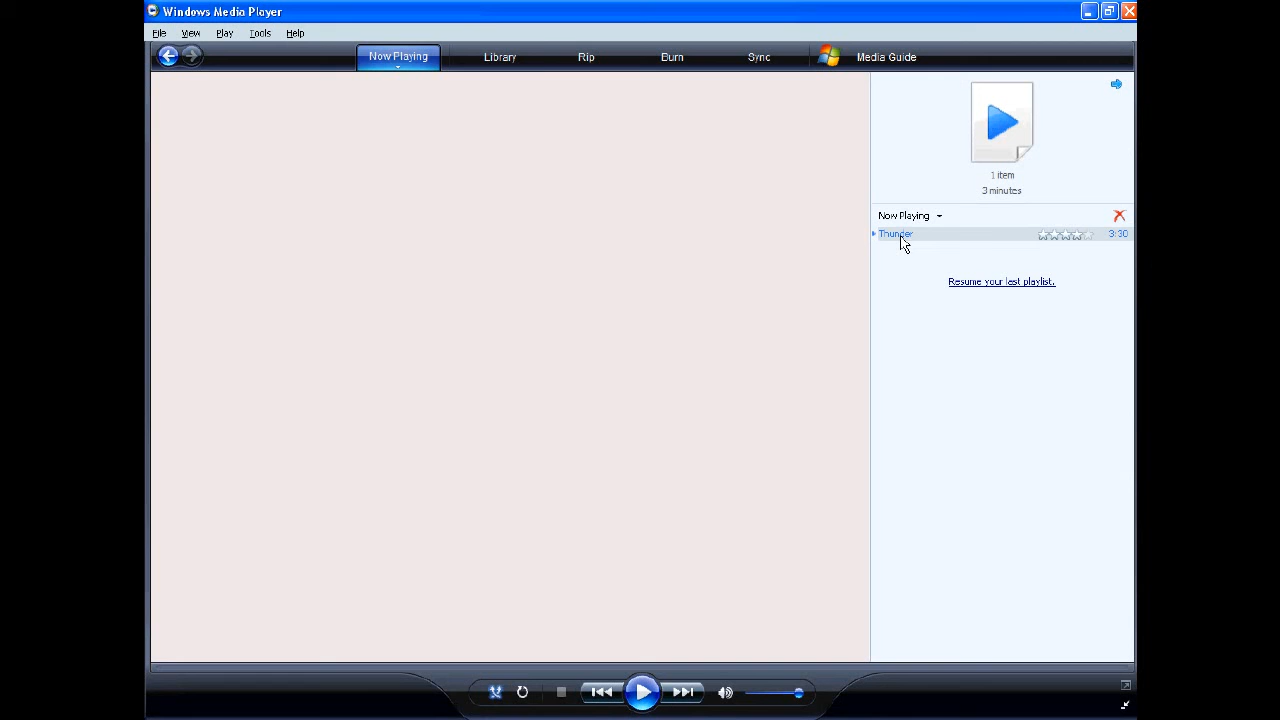 Windows Media Player
File View Play Tools Help
Now Playing Library Rip Burn Sync Media Guide
1 item
3 minutes
Now Playing
Thunder 3:30
Resume your last playlist.